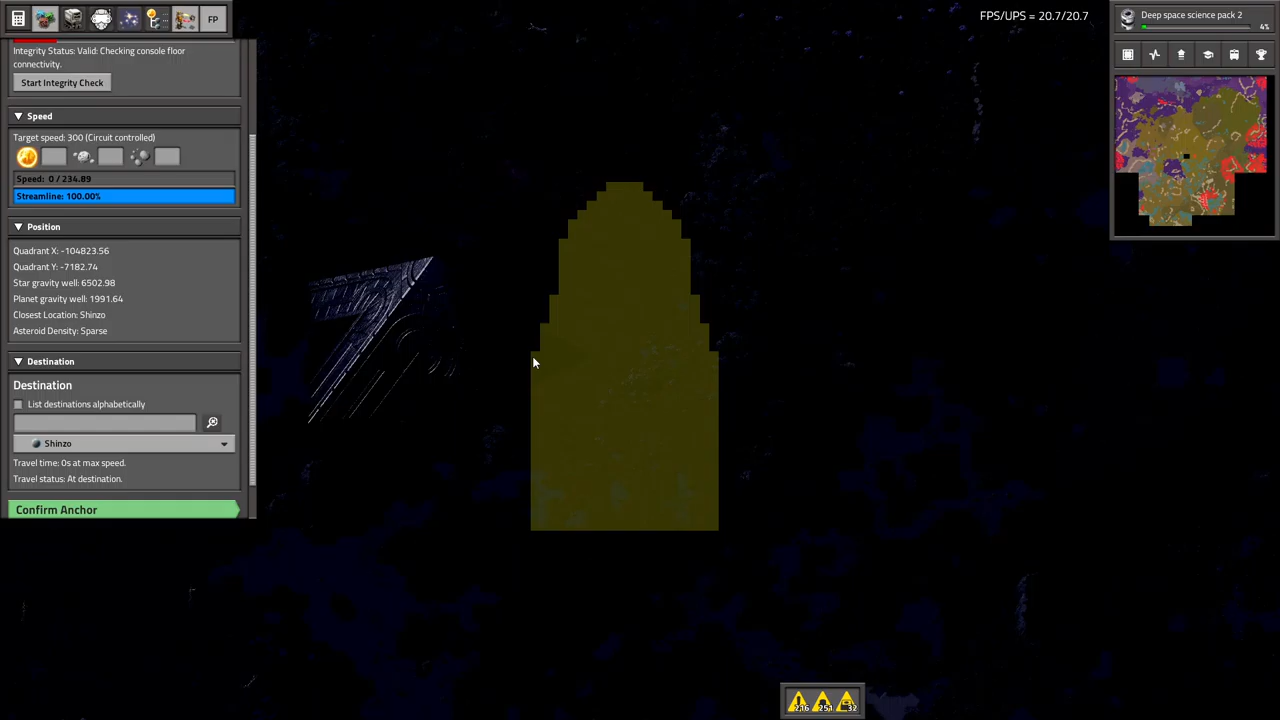 FP
FPS/UPS = 20.7/20.7
Deep space science pack 2
4%
Integrity Status: Valid: Checking console floor
connectivity.
Start Integrity Check
Speed
Target speed: 300 (Circuit controlled)
Speed: 0 / 234.89
Streamline: 100.00%
Position
Quadrant X: -104823.56
Quadrant Y: -7182.74
Star gravity well: 6502.98
Planet gravity well: 1991.64
Closest Location: Shinzo
Asteroid Density: Sparse
Destination
Destination
List destinations alphabetically
Shinzo
Travel time: 0s at max speed.
Travel status: At destination.
Confirm Anchor
216 251 32